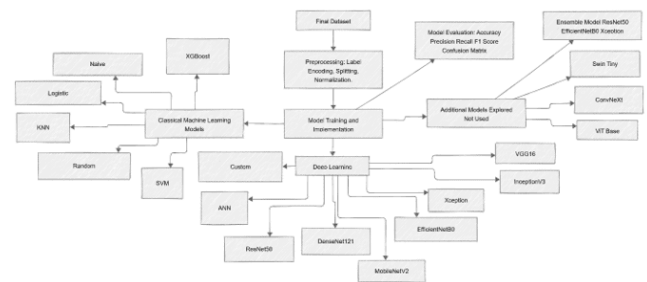 Final Dataset
Model Evaluation: Accuracy
Precision Recall F1 Score
Confusion Matrix
Ensemble Model ResNet50
EfficientNetB0 Xception
Naive
XGBoost
Preprocessing: Label
Encoding, Splitting,
Normalization.
Swin Tiny
Logistic
ConvNeXt
KNN
Classical Machine Learning
Models
Model Training and
Implementation
Additional Models Explored
Not Used
ViT Base
Random
SVM
Custom
Deep Learning
VGG16
InceptionV3
ANN
Xception
ResNet50
DenseNet121
EfficientNetB0
MobileNetV2